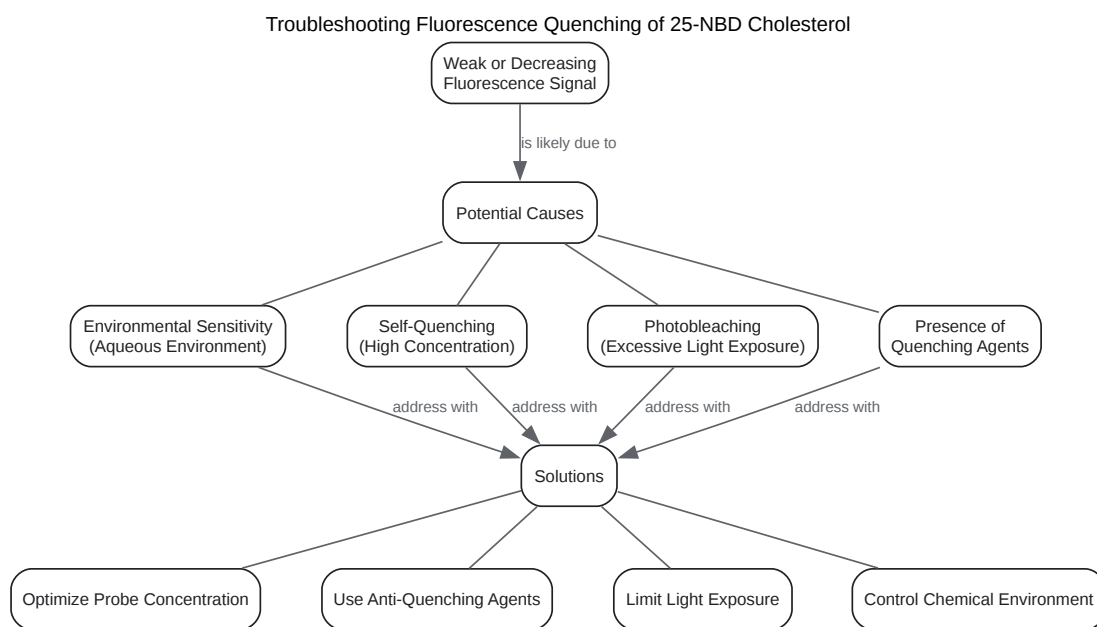 Troubleshooting Fluorescence Quenching of 25-NBD Cholesterol
Weak or Decreasing
Fluorescence Signal
is likely due to
Potential Causes
Environmental Sensitivity
(Aqueous Environment)
Self-Quenching
(High Concentration)
Photobleaching
(Excessive Light Exposure)
Presence of
Quenching Agents
address with
address with
address with
address with
Solutions
Optimize Probe Concentration
Use Anti-Quenching Agents
Limit Light Exposure
Control Chemical Environment